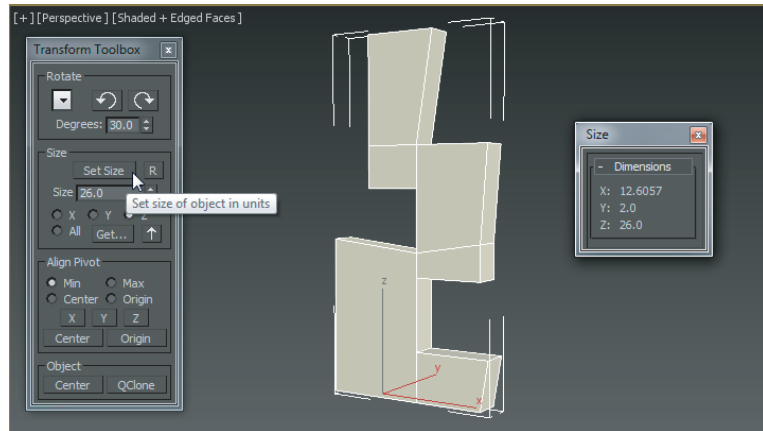 [+][Perspective][Shaded + Edged Faces]
Transform Toolbox
x
Rotate
Degrees: 30.0
Size
Set Size R
Size 26.0
Set size of object in units
X Y Z
All Get...
Align Pivot
Min Max
Center Origin
X Y Z
Center Origin
Object
Center QClone
z
y
x
Size
x
- Dimensions
X: 12.6057
Y: 2.0
Z: 26.0